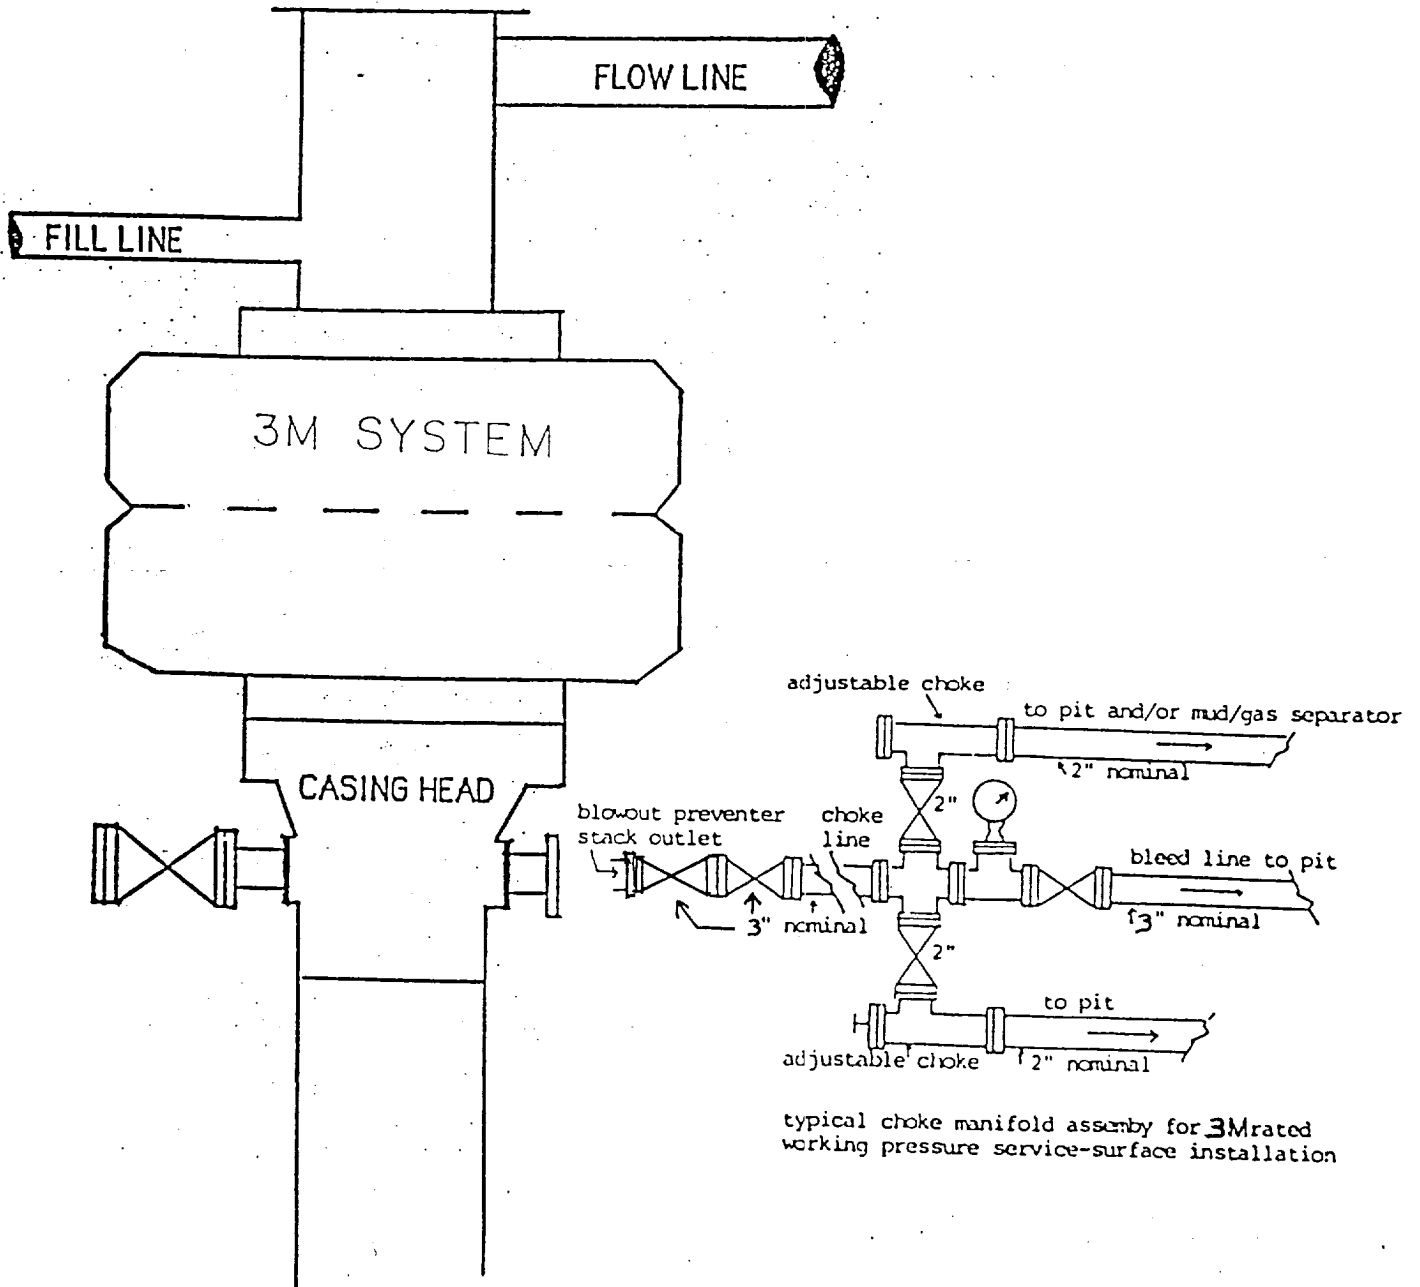 FLOW LINE
FILL LINE
3M SYSTEM
adjustable choke
to pit and/or mud/gas separator
2" nominal
CASING HEAD
2"
blowout preventer
stack outlet
choke
line
bleed line to pit
3" nominal
3" nominal
2"
to pit
adjustable choke
2" nominal
typical choke manifold assemby for 3M rated
working pressure service-surface installation